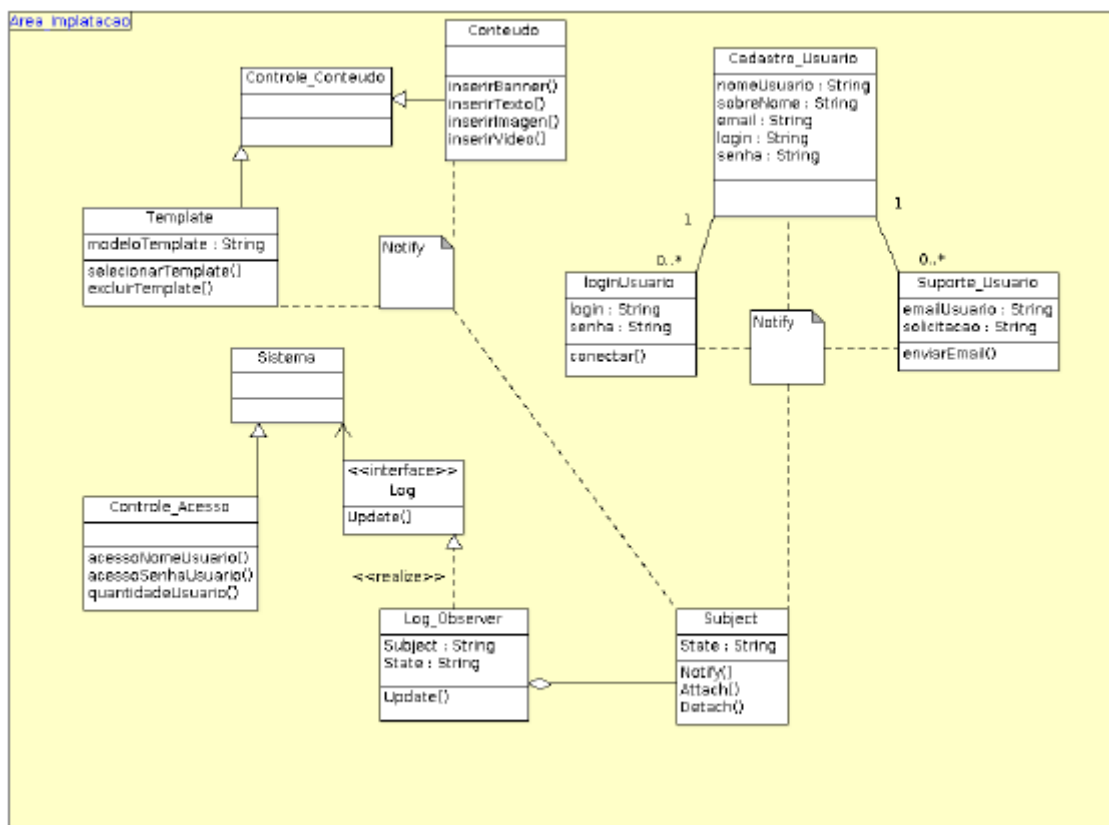 Area_Implatacao
Conteudo
inserirBanner()
inserirTexto()
inserirImagen()
inserirVideo()
Controle_Conteudo
Cadastro_Usuario
nomeUsuario : String
sobreNome : String
email : String
login : String
senha : String
Template
modeloTemplate : String
selecionarTemplate()
excluirTemplate()
Notify
1
1
0..*
0..*
loginUsuario
login : String
senha : String
conectar()
Notify
Suporte_Usuario
emailUsuario : String
solicitacao : String
enviarEmail()
Sistema
<<interface>>
Log
Update()
Controle_Acesso
acessoNomeUsuario()
acessoSenhaUsuario()
quantidadeUsuario()
<<realize>>
Log_Observer
Subject : String
State : String
Update()
Subject
State : String
Notify()
Attach()
Detach()